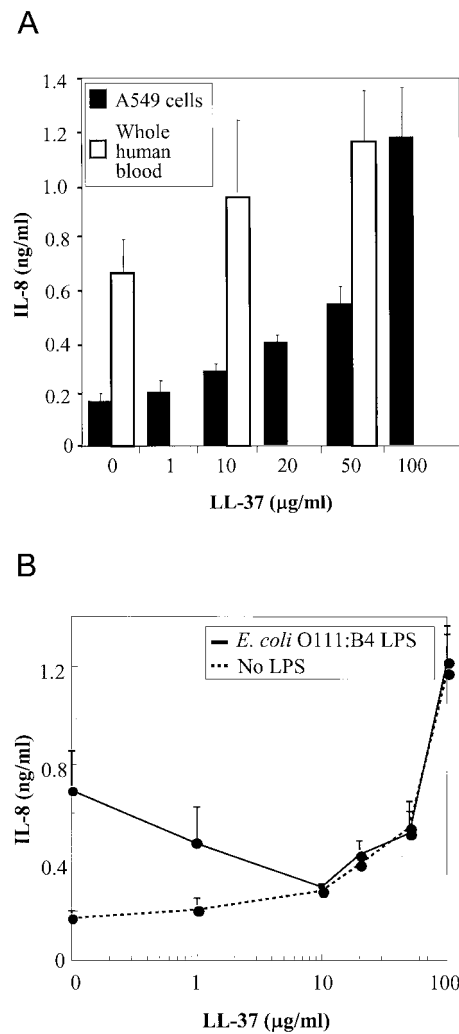 A
IL-8 (ng/ml)
1.4
1.2
1.0
0.8
0.6
0.4
0.2
0
A549 cells
Whole
human
blood
0 1 10 20 50 100
LL-37 (µg/ml)
B
IL-8 (ng/ml)
1.2
0.8
0.4
0
E. coli O111:B4 LPS
No LPS
0 1 10 100
LL-37 (µg/ml)